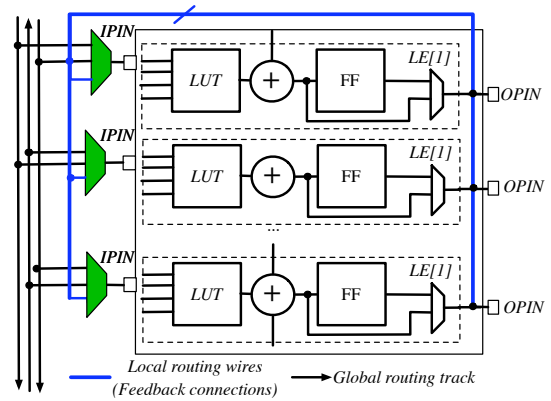 IPIN
LE[1]
LUT
+
FF
OPIN
IPIN
LE[1]
LUT
+
FF
OPIN
...
IPIN
LE[1]
LUT
+
FF
OPIN
Local routing wires
(Feedback connections)
Global routing track